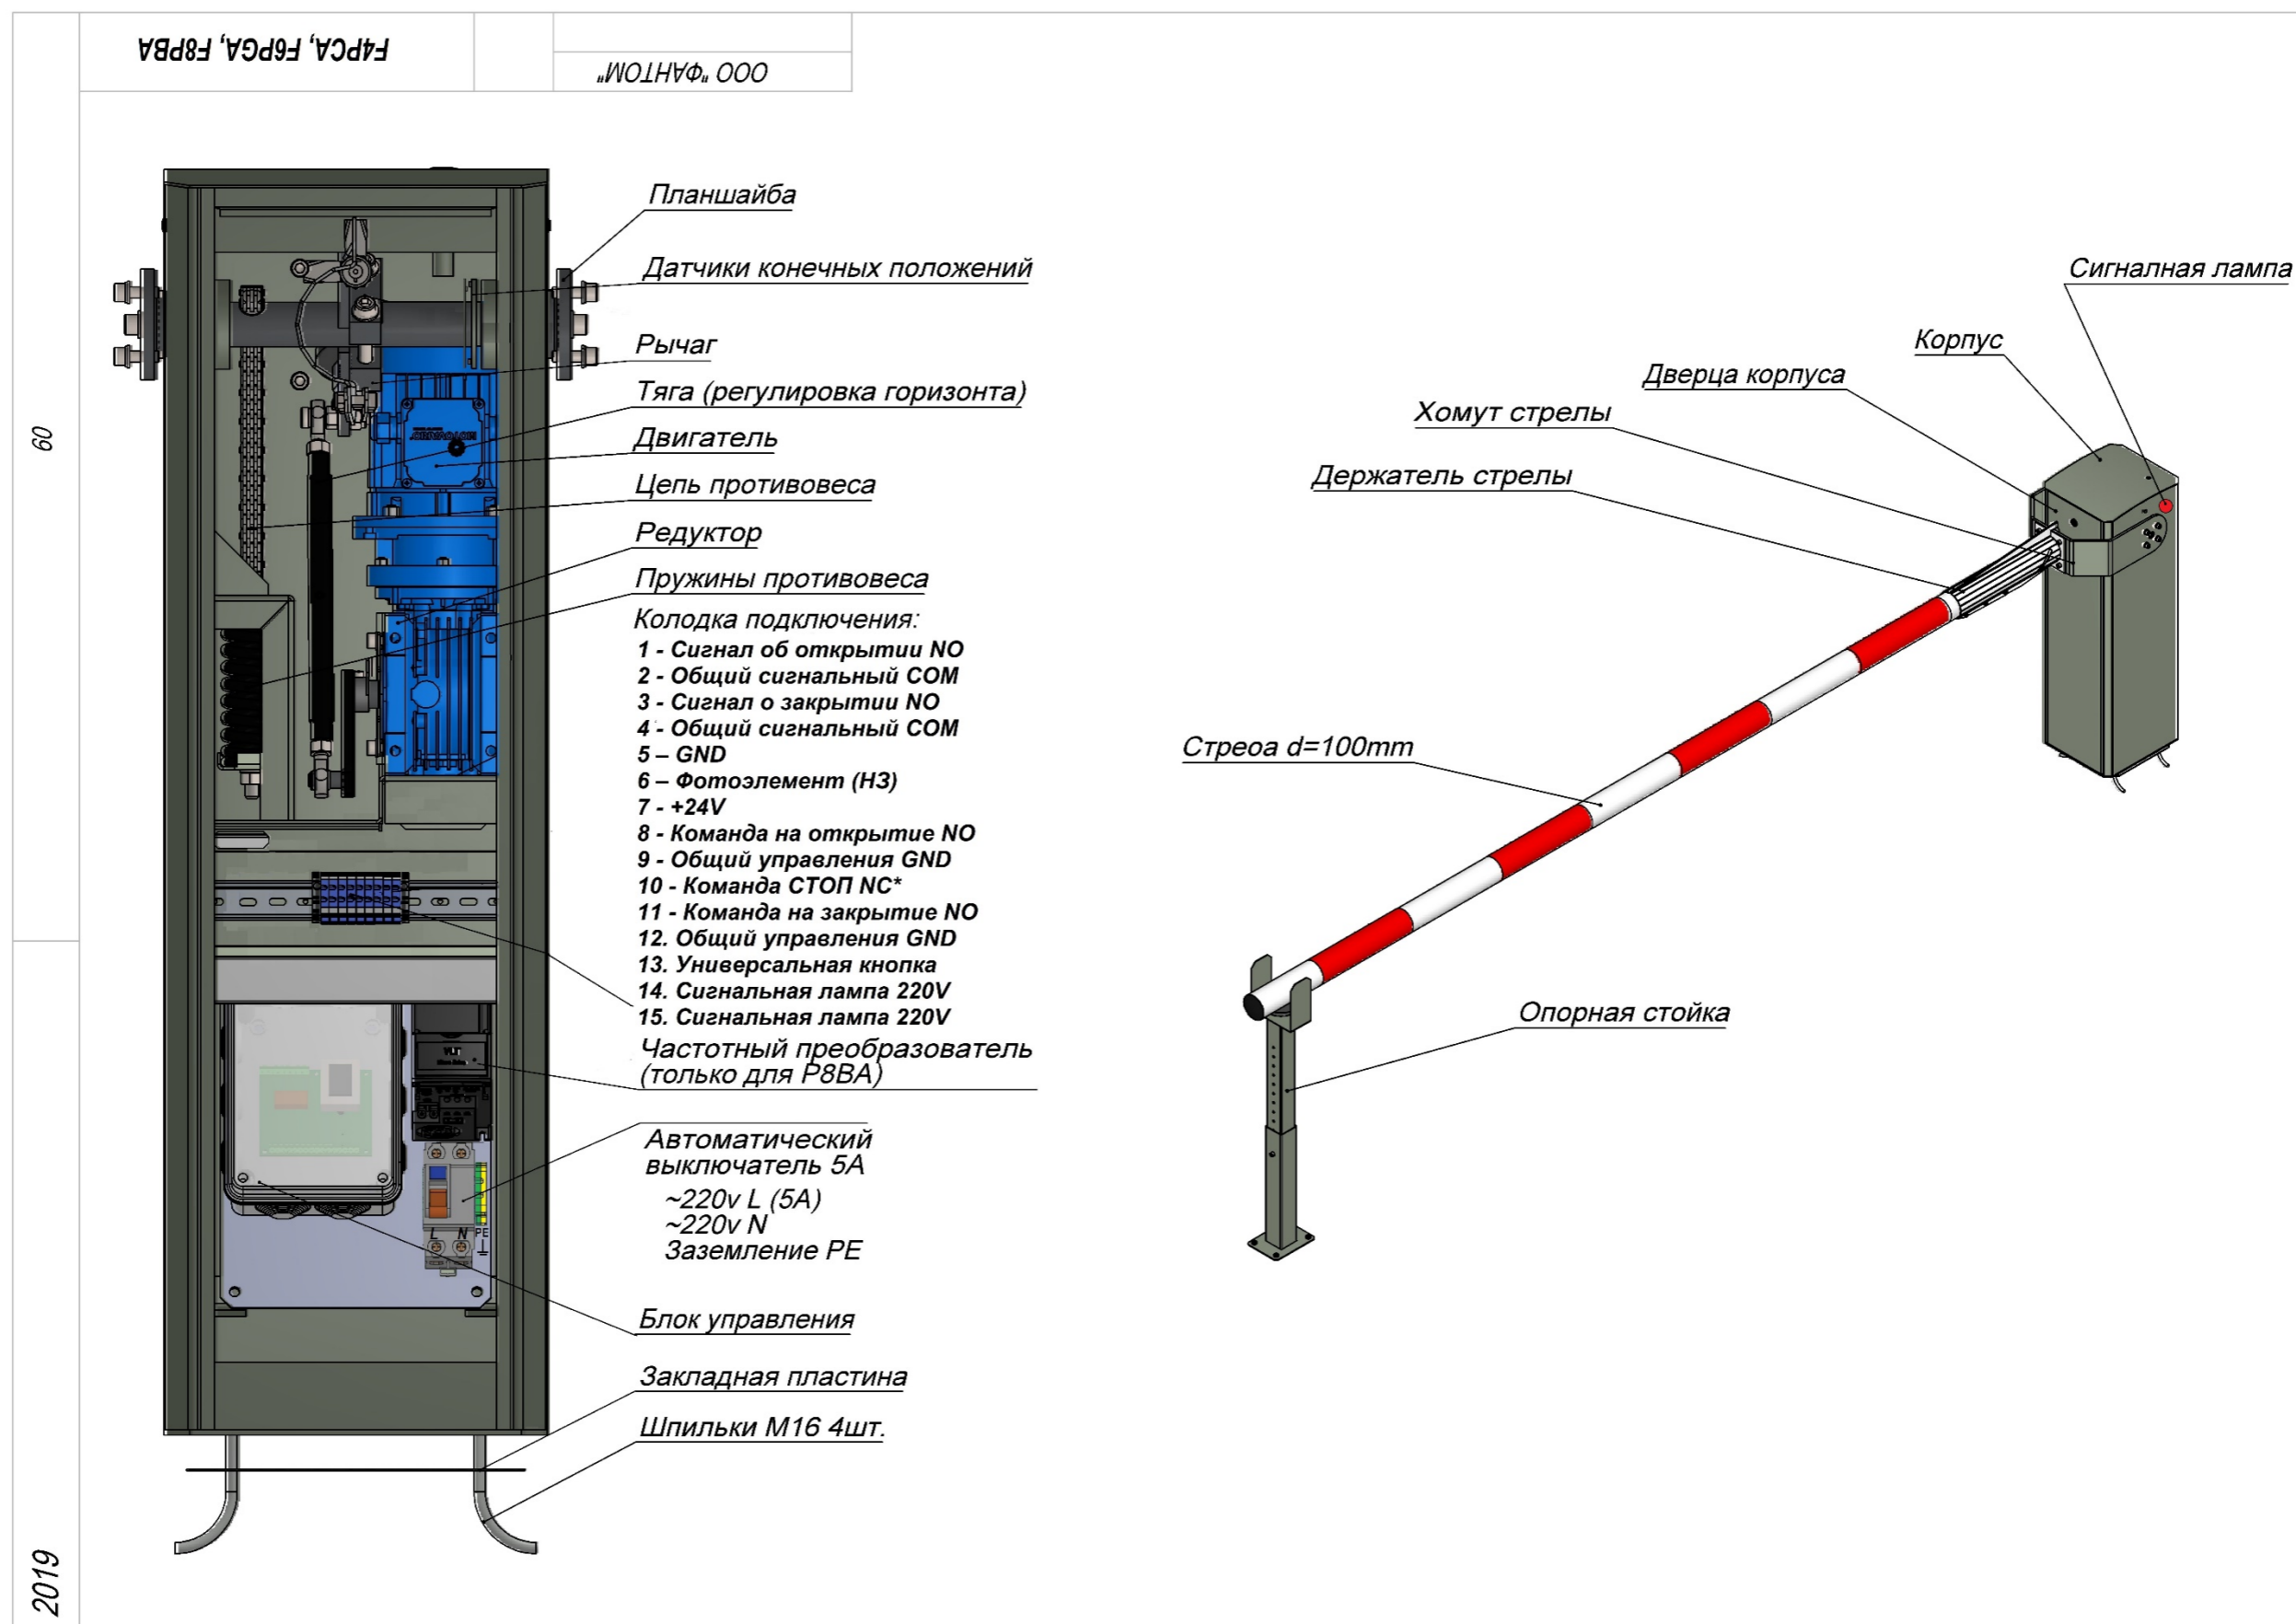 F4PCA, F6PGA, F8PBA
ООО "ФАНТОМ"
60
2019
Планшайба
Датчики конечных положений
Рычаг
Тяга (регулировка горизонта)
Двигатель
Цепь противовеса
Редуктор
Пружины противовеса
Колодка подключения:
1 - Сигнал об открытии NO
2 - Общий сигнальный COM
3 - Сигнал о закрытии NO
4 - Общий сигнальный COM
5 – GND
6 – Фотоэлемент (НЗ)
7 - +24V
8 - Команда на открытие NO
9 - Общий управления GND
10 - Команда СТОП NC*
11 - Команда на закрытие NO
12. Общий управления GND
13. Универсальная кнопка
14. Сигнальная лампа 220V
15. Сигнальная лампа 220V
Частотный преобразователь
(только для P8BA)
Автоматический
выключатель 5А
~220v L (5A)
~220v N
Заземление PE
L N PE
Блок управления
Закладная пластина
Шпильки М16 4шт.
Сигналная лампа
Корпус
Дверца корпуса
Хомут стрелы
Держатель стрелы
Стреоа d=100mm
Опорная стойка